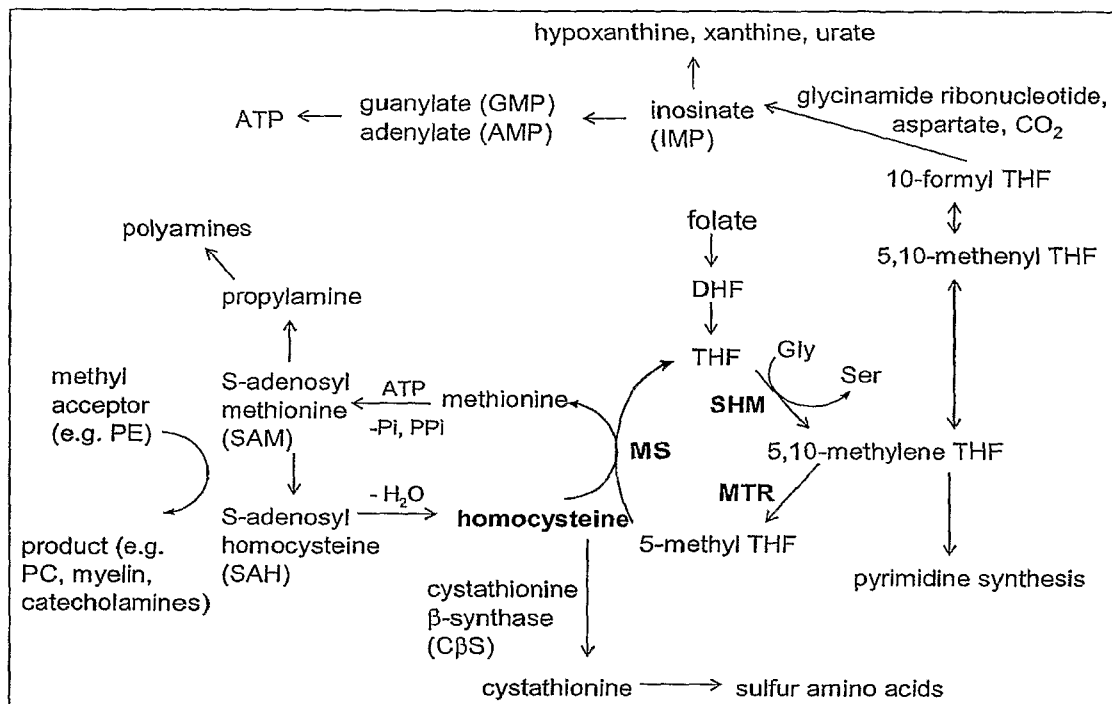 hypoxanthine, xanthine, urate
glycinamide ribonucleotide,
aspartate, CO₂
ATP
guanylate (GMP)
adenylate (AMP)
inosinate
(IMP)
10-formyl THF
folate
polyamines
5,10-methenyl THF
DHF
propylamine
THF
Gly
Ser
methyl
acceptor
(e.g. PE)
S-adenosyl
methionine
(SAM)
ATP
-Pi, PPi
methionine
SHM
MS
5,10-methylene THF
MTR
- H₂O
S-adenosyl
homocysteine
(SAH)
homocysteine
5-methyl THF
product (e.g.
PC, myelin,
catecholamines)
pyrimidine synthesis
cystathionine
β-synthase
(CβS)
cystathionine
sulfur amino acids